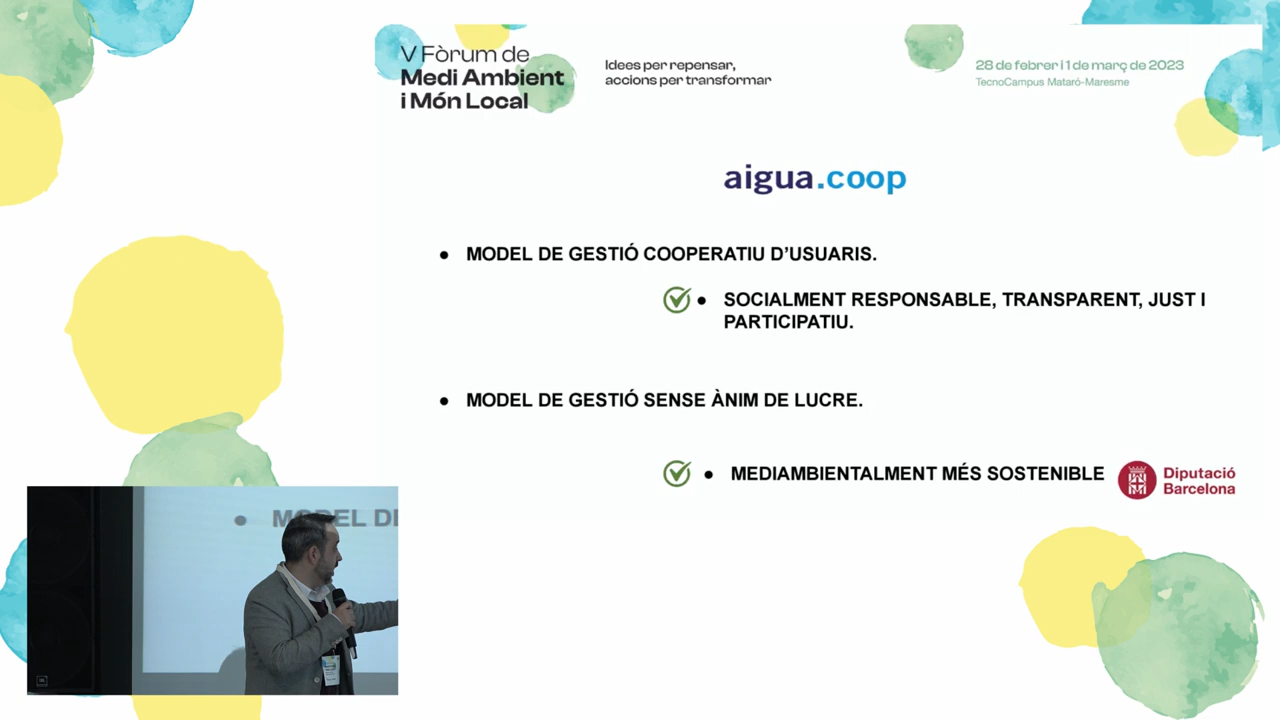 V Fòrum de
Medi Ambient
i Món Local
Idees per repensar,
accions per transformar
28 de febrer i 1 de març de 2023
TecnoCampus Mataró-Maresme
aigua.coop
● MODEL DE GESTIÓ COOPERATIU D’USUARIS.
● SOCIALMENT RESPONSABLE, TRANSPARENT, JUST I
PARTICIPATIU.
● MODEL DE GESTIÓ SENSE ÀNIM DE LUCRE.
● MEDIAMBIENTALMENT MÉS SOSTENIBLE
Diputació
Barcelona
● MODEL DE